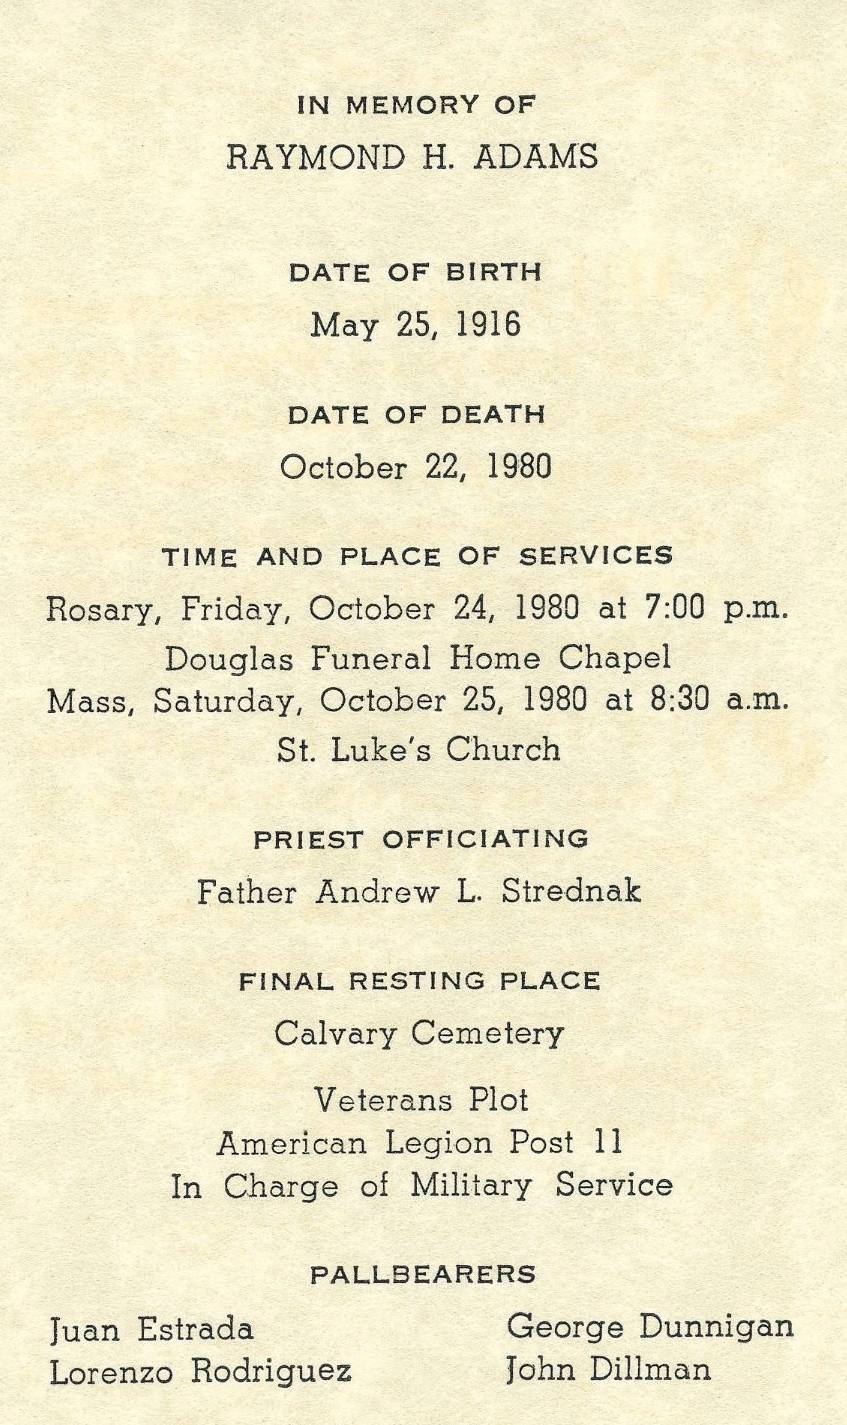 IN MEMORY OF
RAYMOND H. ADAMS
DATE OF BIRTH
May 25, 1916
DATE OF DEATH
October 22, 1980
TIME AND PLACE OF SERVICES
Rosary, Friday, October 24, 1980 at 7:00 p.m.
Douglas Funeral Home Chapel
Mass, Saturday, October 25, 1980 at 8:30 a.m.
St. Luke's Church
PRIEST OFFICIATING
Father Andrew L. Strednak
FINAL RESTING PLACE
Calvary Cemetery
Veterans Plot
American Legion Post 11
In Charge of Military Service
PALLBEARERS
Juan Estrada George Dunnigan
Lorenzo Rodriguez John Dillman